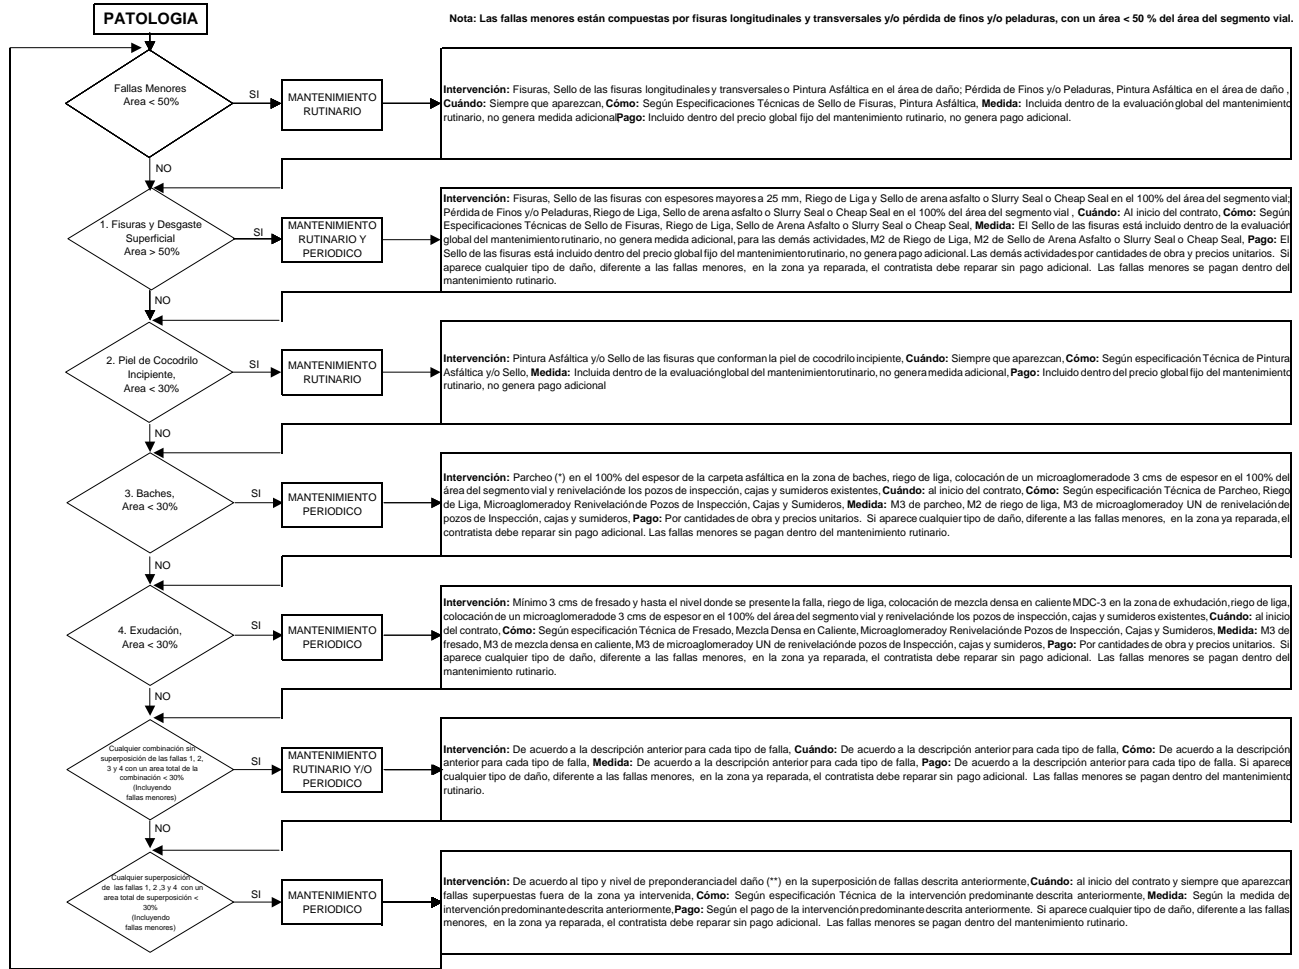 PATOLOGIA
Nota: Las fallas menores están compuestas por fisuras longitudinales y transversales y/o pérdida de finos y/o peladuras, con un área < 50 % del área del segmento vial.
Fallas Menores
Area < 50%
SI
MANTENIMIENTO
RUTINARIO
Intervención: Fisuras, Sello de las fisuras longitudinales y transversales o Pintura Asfáltica en el área de daño; Pérdida de Finos y/o Peladuras, Pintura Asfáltica en el área de daño ,
Cuándo: Siempre que aparezcan, Cómo: Según Especificaciones Técnicas de Sello de Fisuras, Pintura Asfáltica, Medida: Incluida dentro de la evaluación global del mantenimiento
rutinario, no genera medida adicional Pago: Incluido dentro del precio global fijo del mantenimiento rutinario, no genera pago adicional.
NO
1. Fisuras y Desgaste
Superficial
Area > 50%
SI
MANTENIMIENTO
RUTINARIO Y
PERIODICO
Intervención: Fisuras, Sello de las fisuras con espesores mayores a 25 mm, Riego de Liga y Sello de arena asfalto o Slurry Seal o Cheap Seal en el 100% del área del segmento vial;
Pérdida de Finos y/o Peladuras, Riego de Liga, Sello de arena asfalto o Slurry Seal o Cheap Seal en el 100% del área del segmento vial , Cuándo: Al inicio del contrato, Cómo: Según
Especificaciones Técnicas de Sello de Fisuras, Riego de Liga, Sello de Arena Asfalto o Slurry Seal o Cheap Seal, Medida: El Sello de las fisuras está incluido dentro de la evaluación
global del mantenimiento rutinario, no genera medida adicional, para las demás actividades, M2 de Riego de Liga, M2 de Sello de Arena Asfalto o Slurry Seal o Cheap Seal, Pago: El
Sello de las fisuras está incluido dentro del precio global fijo del mantenimiento rutinario, no genera pago adicional. Las demás actividades por cantidades de obra y precios unitarios. Si
aparece cualquier tipo de daño, diferente a las fallas menores, en la zona ya reparada, el contratista debe reparar sin pago adicional. Las fallas menores se pagan dentro del
mantenimiento rutinario.
NO
2. Piel de Cocodrilo
Incipiente,
Area < 30%
SI
MANTENIMIENTO
RUTINARIO
Intervención: Pintura Asfáltica y/o Sello de las fisuras que conforman la piel de cocodrilo incipiente, Cuándo: Siempre que aparezcan, Cómo: Según especificación Técnica de Pintura
Asfáltica y/o Sello, Medida: Incluida dentro de la evaluación global del mantenimiento rutinario, no genera medida adicional, Pago: Incluido dentro del precio global fijo del mantenimiento
rutinario, no genera pago adicional
NO
3. Baches,
Area < 30%
SI
MANTENIMIENTO
PERIODICO
Intervención: Parcheo (*) en el 100% del espesor de la carpeta asfáltica en la zona de baches, riego de liga, colocación de un microaglomerado de 3 cms de espesor en el 100% del
área del segmento vial y renivelación de los pozos de inspección, cajas y sumideros existentes, Cuándo: al inicio del contrato, Cómo: Según especificación Técnica de Parcheo, Riego
de Liga, Microaglomerado y Renivelación de Pozos de Inspección, Cajas y Sumideros, Medida: M3 de parcheo, M2 de riego de liga, M3 de microaglomerado y UN de renivelación de
pozos de Inspección, cajas y sumideros, Pago: Por cantidades de obra y precios unitarios. Si aparece cualquier tipo de daño, diferente a las fallas menores, en la zona ya reparada, el
contratista debe reparar sin pago adicional. Las fallas menores se pagan dentro del mantenimiento rutinario.
NO
4. Exudación,
Area < 30%
SI
MANTENIMIENTO
PERIODICO
Intervención: Mínimo 3 cms de fresado y hasta el nivel donde se presente la falla, riego de liga, colocación de mezcla densa en caliente MDC-3 en la zona de exhudación, riego de liga,
colocación de un microaglomerado de 3 cms de espesor en el 100% del área del segmento vial y renivelación de los pozos de inspección, cajas y sumideros existentes, Cuándo: al inicio
del contrato, Cómo: Según especificación Técnica de Fresado, Mezcla Densa en Caliente, Microaglomerado y Renivelación de Pozos de Inspección, Cajas y Sumideros, Medida: M3 de
fresado, M3 de mezcla densa en caliente, M3 de microaglomerado y UN de renivelación de pozos de Inspección, cajas y sumideros, Pago: Por cantidades de obra y precios unitarios. Si
aparece cualquier tipo de daño, diferente a las fallas menores, en la zona ya reparada, el contratista debe reparar sin pago adicional. Las fallas menores se pagan dentro del
mantenimiento rutinario.
NO
Cualquier combinación sin
superposición de las fallas 1, 2,
3 y 4 con un area total de la
combinación < 30%
(Incluyendo
fallas menores)
SI
MANTENIMIENTO
RUTINARIO Y/O
PERIODICO
Intervención: De acuerdo a la descripción anterior para cada tipo de falla, Cuándo: De acuerdo a la descripción anterior para cada tipo de falla, Cómo: De acuerdo a la descripción
anterior para cada tipo de falla, Medida: De acuerdo a la descripción anterior para cada tipo de falla, Pago: De acuerdo a la descripción anterior para cada tipo de falla. Si aparece
cualquier tipo de daño, diferente a las fallas menores, en la zona ya reparada, el contratista debe reparar sin pago adicional. Las fallas menores se pagan dentro del mantenimiento
rutinario.
NO
Cualquier superposición
de las fallas 1, 2 ,3 y 4 con un
area total de superposición <
30%
(Incluyendo
fallas menores)
SI
MANTENIMIENTO
PERIODICO
Intervención: De acuerdo al tipo y nivel de preponderancia del daño (**) en la superposición de fallas descrita anteriormente, Cuándo: al inicio del contrato y siempre que aparezcan
fallas superpuestas fuera de la zona ya intervenida, Cómo: Según especificación Técnica de la intervención predominante descrita anteriormente, Medida: Según la medida de
intervención predominante descrita anteriormente, Pago: Según el pago de la intervención predominante descrita anteriormente. Si aparece cualquier tipo de daño, diferente a las fallas
menores, en la zona ya reparada, el contratista debe reparar sin pago adicional. Las fallas menores se pagan dentro del mantenimiento rutinario.